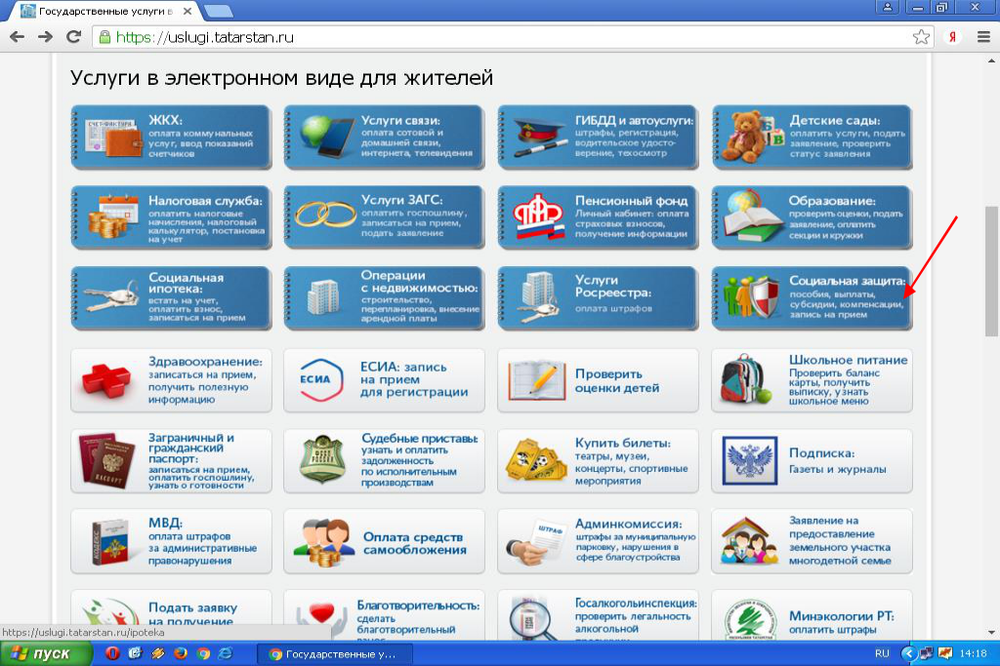 Государственные услуги в
https://uslugi.tatarstan.ru
Я
Услуги в электронном виде для жителей
СЧЕТ-ФАКТУРА
ЖКХ:
оплата коммунальных
услуг, ввод показаний
счетчиков
Услуги связи:
оплата сотовой и
домашней связи,
интернета, телевидения
ГИБДД и автоуслуги:
штрафы, регистрация,
водительское удосто-
верение, техосмотр
Детские сады:
оплатить услуги, подать
заявление, проверить
статус заявления
Налоговая служба:
оплатить налоговые
начисления, налоговый
калькулятор, постановка
на учет
Услуги ЗАГС:
оплатить госпошлину,
записаться на прием,
подать заявление
Пенсионный фонд
Личный кабинет: оплата
страховых взносов,
получение информации
Образование:
проверить оценки, подать
заявление, оплатить
секции и кружки
Социальная
ипотека:
встать на учет,
оплатить взнос,
записаться на прием
Операции
с недвижимостью:
строительство,
перепланировка, внесение
арендной платы
Услуги
Росреестра:
оплата штрафов
Социальная защита:
пособия, выплаты,
субсидии, компенсации,
запись на прием
Здравоохранение:
записаться на прием,
получить полезную
информацию
ЕСИА
ЕСИА: запись
на прием
для регистрации
Проверить
оценки детей
Школьное питание
Проверить баланс
карты, получить
выписку, узнать
школьное меню
ПАСПОРТ
Заграничный и
гражданский
паспорт:
записаться на прием,
оплатить госпошлину,
узнать о готовности
ФССП
РОССИИ
Судебные приставы:
узнать и оплатить
задолженность
по исполнительным
производствам
Купить билеты:
театры, музеи,
концерты, спортивные
мероприятия
Подписка:
Газеты и журналы
КОДЕКС
МВД:
оплата штрафов
за административные
правонарушения
Оплата средств
самообложения
ШТРАФ
Админкомиссия:
штрафы за муниципальную
парковку, нарушения в
сфере благоустройства
Заявление на
предоставление
земельного участка
многодетной семье
Подать заявку
на получение
Благотворительность:
сделать
благотворительный
взнос
Госалкогольинспекция:
проверить легальность
алкогольной
продукции
Минэкологии РТ:
оплатить штрафы
https://uslugi.tatarstan.ru/ipoteka
пуск
Государственные у...
RU
14:18